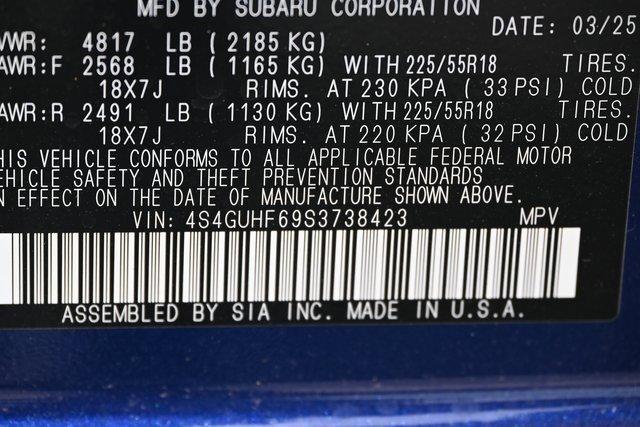 MFD BY SUBARU CORPORATION
DATE: 03/25
VWR: 4817 LB ( 2185 KG)
AWR:F 2568 LB ( 1165 KG) WITH 225/55R18 TIRES.
18X7J RIMS. AT 230 KPA ( 33 PSI) COLD
AWR:R 2491 LB ( 1130 KG) WITH 225/55R18 TIRES.
18X7J RIMS. AT 220 KPA ( 32 PSI) COLD
HIS VEHICLE CONFORMS TO ALL APPLICABLE FEDERAL MOTOR
EHICLE SAFETY AND THEFT PREVENTION STANDARDS
N EFFECT ON THE DATE OF MANUFACTURE SHOWN ABOVE.
VIN: 4S4GUHF69S3738423 MPV
ASSEMBLED BY SIA INC. MADE IN U.S.A.